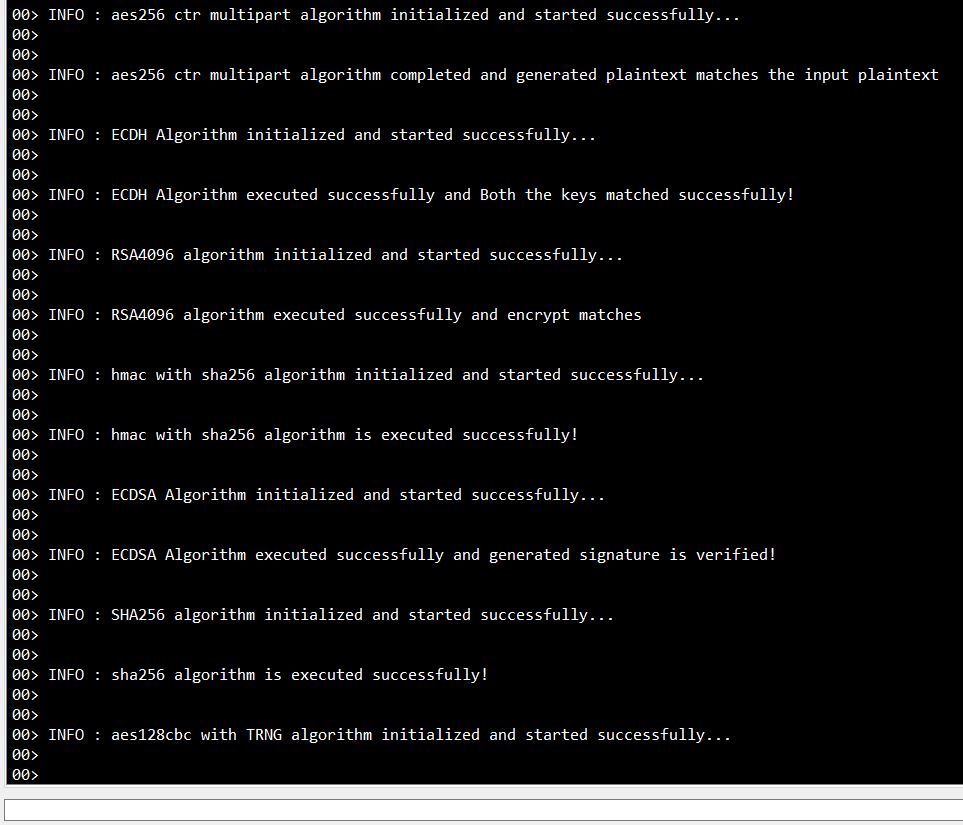 00> INFO : aes256 ctr multipart algorithm initialized and started successfully...
00>
00>
00> INFO : aes256 ctr multipart algorithm completed and generated plaintext matches the input plaintext
00>
00>
00> INFO : ECDH Algorithm initialized and started successfully...
00>
00>
00> INFO : ECDH Algorithm executed successfully and Both the keys matched successfully!
00>
00>
00> INFO : RSA4096 algorithm initialized and started successfully...
00>
00>
00> INFO : RSA4096 algorithm executed successfully and encrypt matches
00>
00>
00> INFO : hmac with sha256 algorithm initialized and started successfully...
00>
00>
00> INFO : hmac with sha256 algorithm is executed successfully!
00>
00>
00> INFO : ECDSA Algorithm initialized and started successfully...
00>
00>
00> INFO : ECDSA Algorithm executed successfully and generated signature is verified!
00>
00>
00> INFO : SHA256 algorithm initialized and started successfully...
00>
00>
00> INFO : sha256 algorithm is executed successfully!
00>
00>
00> INFO : aes128cbc with TRNG algorithm initialized and started successfully...
00>
00>